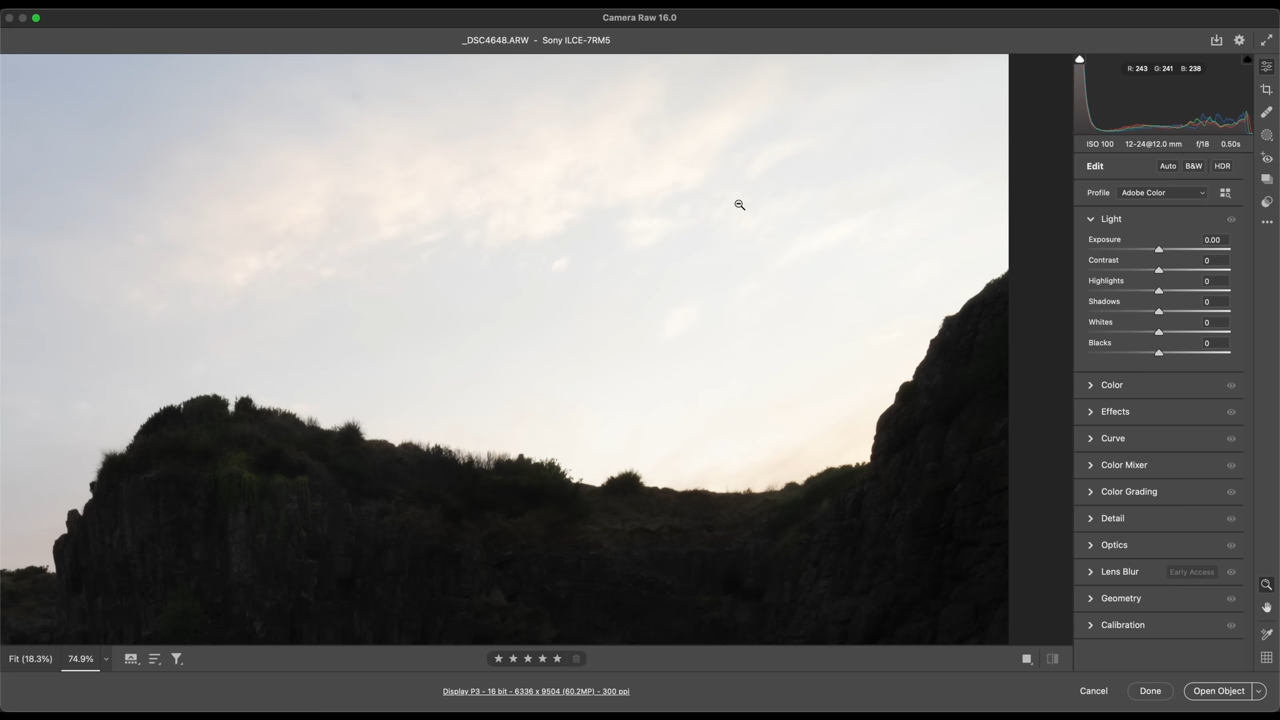 Camera Raw 16.0
_DSC4648.ARW - Sony ILCE-7RM5
R: 243 G: 241 B: 238
ISO 100 12-24@12.0 mm f/18 0.50s
Edit Auto B&W HDR
Profile Adobe Color
Light
Exposure 0.00
Contrast 0
Highlights 0
Shadows 0
Whites 0
Blacks 0
Color
Effects
Curve
Color Mixer
Color Grading
Detail
Optics
Lens Blur Early Access
Geometry
Calibration
Fit (18.3%) 74.9%
Display P3 - 16 bit - 6336 x 9504 (60.2MP) - 300 ppi
Cancel Done Open Object